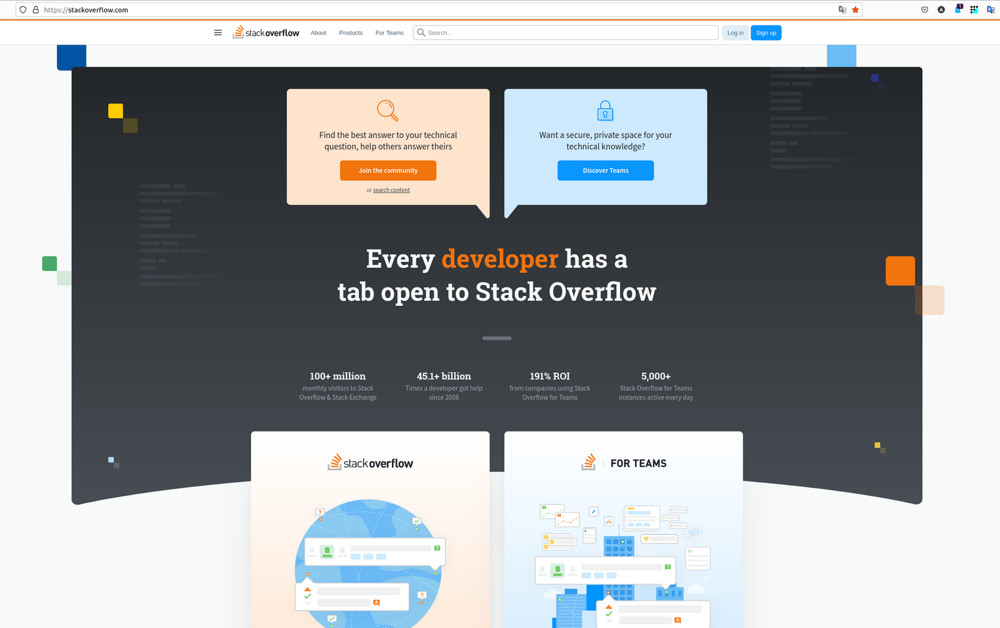 https://stackoverflow.com
A
1
stackoverflow
About
Products
For Teams
Search...
Log in
Sign up
Find the best answer to your technical
question, help others answer theirs
Join the community
or search content
Want a secure, private space for your
technical knowledge?
Discover Teams
Every developer has a
tab open to Stack Overflow
100+ million
monthly visitors to Stack
Overflow & Stack Exchange
45.1+ billion
Times a developer got help
since 2008
191% ROI
from companies using Stack
Overflow for Teams
5,000+
Stack Overflow for Teams
instances active every day
stackoverflow
?
?
A
?
FOR TEAMS
?
A